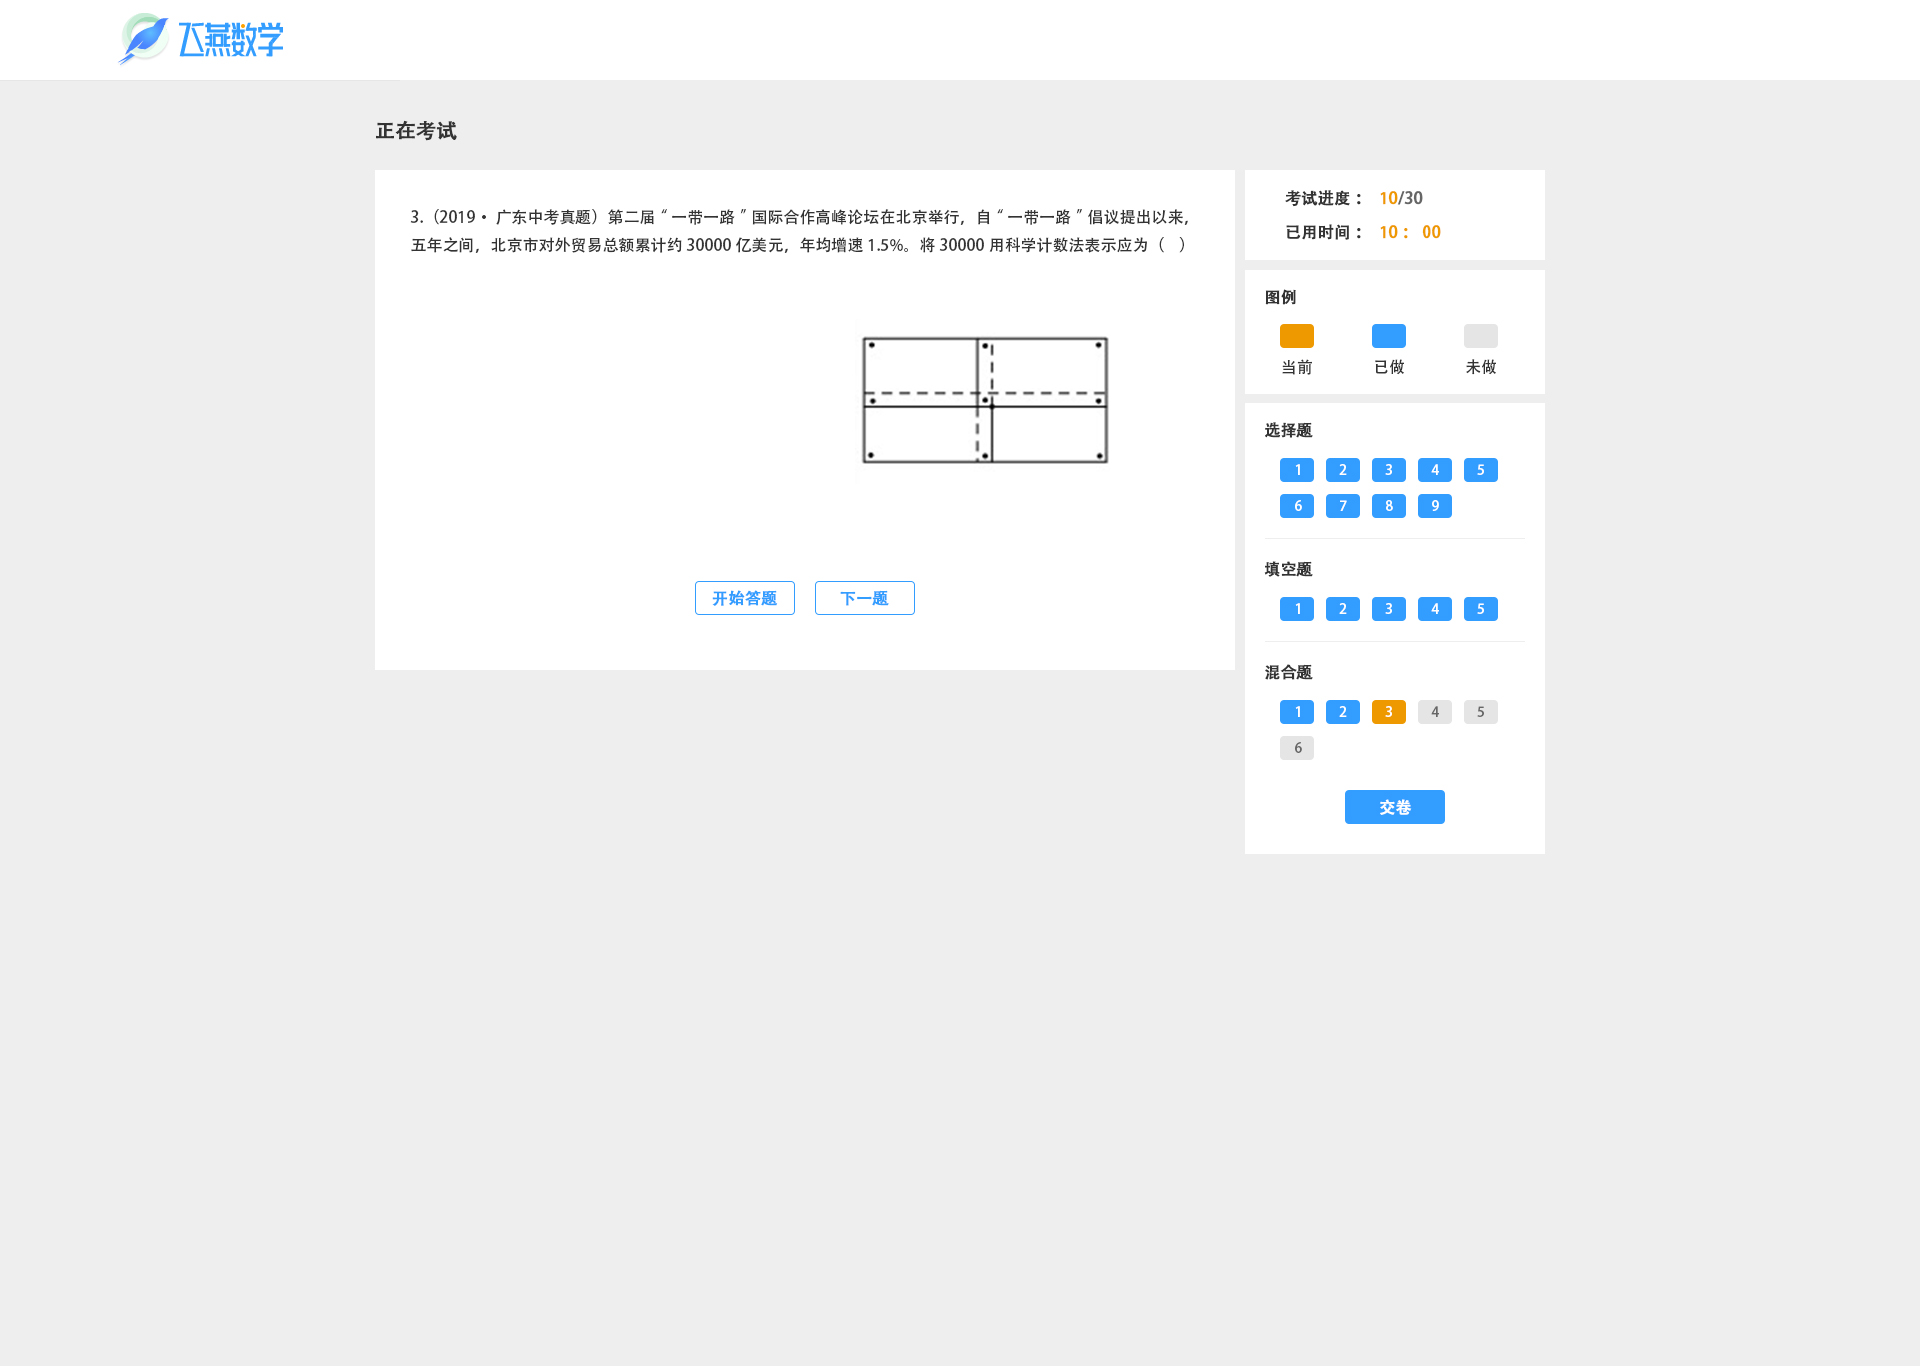 飞燕数学
正在考试
3.（2019• 广东中考真题）第二届“一带一路”国际合作高峰论坛在北京举行，自“一带一路”倡议提出以来，
五年之间，北京市对外贸易总额累计约 30000 亿美元，年均增速 1.5%。将 30000 用科学计数法表示应为（ ）
开始答题 下一题
考试进度： 10/30
已用时间： 10： 00
图例
当前 已做 未做
选择题
1 2 3 4 5
6 7 8 9
填空题
1 2 3 4 5
混合题
1 2 3 4 5
6
交卷